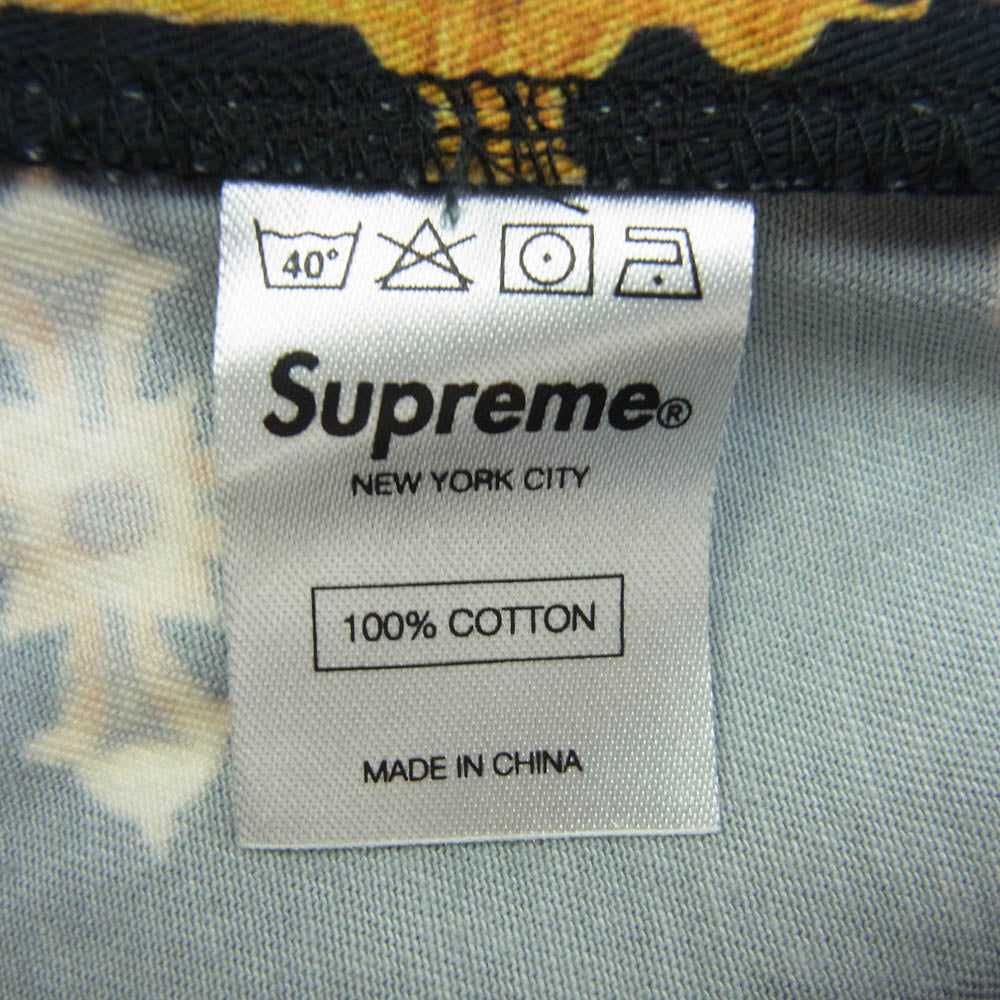 40°
Supreme®
NEW YORK CITY
100% COTTON
MADE IN CHINA